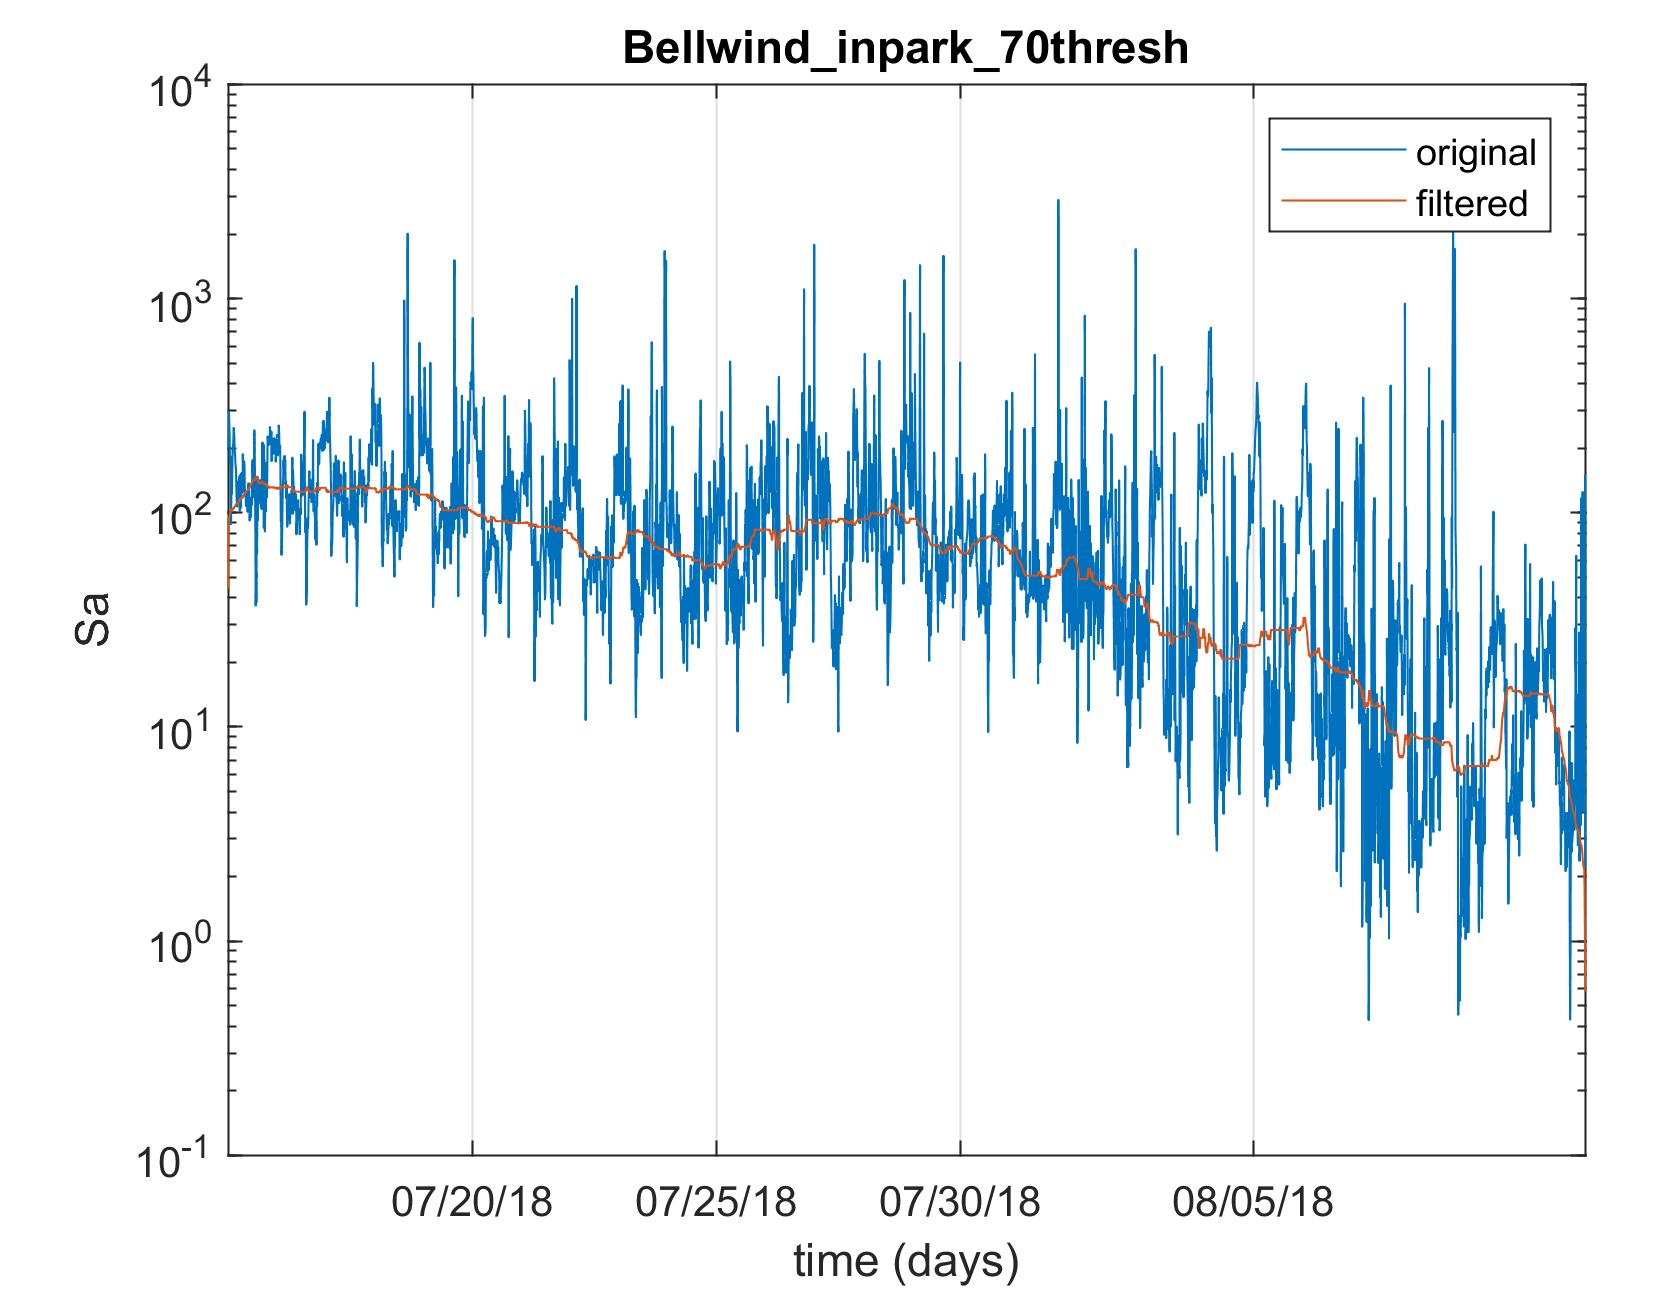 Bellwind_inpark_70thresh
original
filtered
10^4
10^3
10^2
10^1
10^0
10^-1
Sa
07/20/18 07/25/18 07/30/18 08/05/18
time (days)